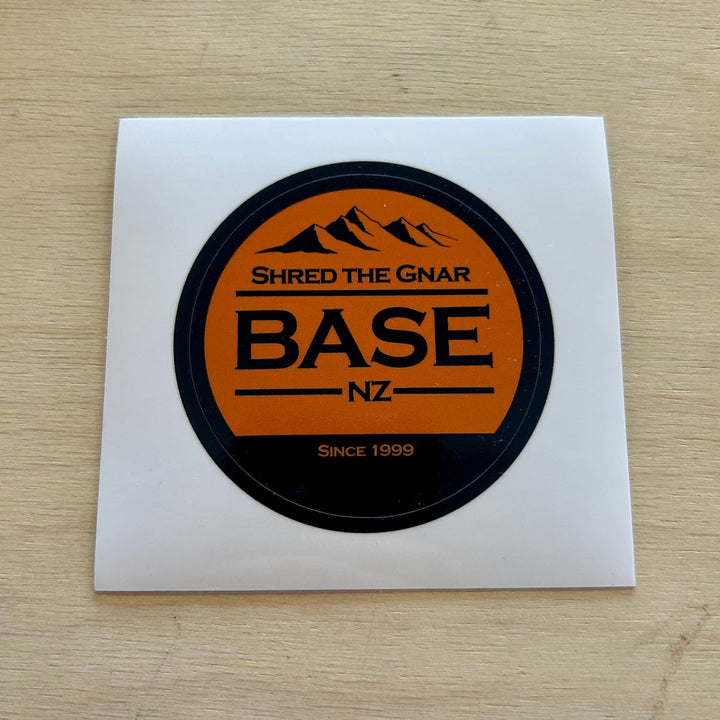 Shred the Gnar
BASE
NZ
Since 1999